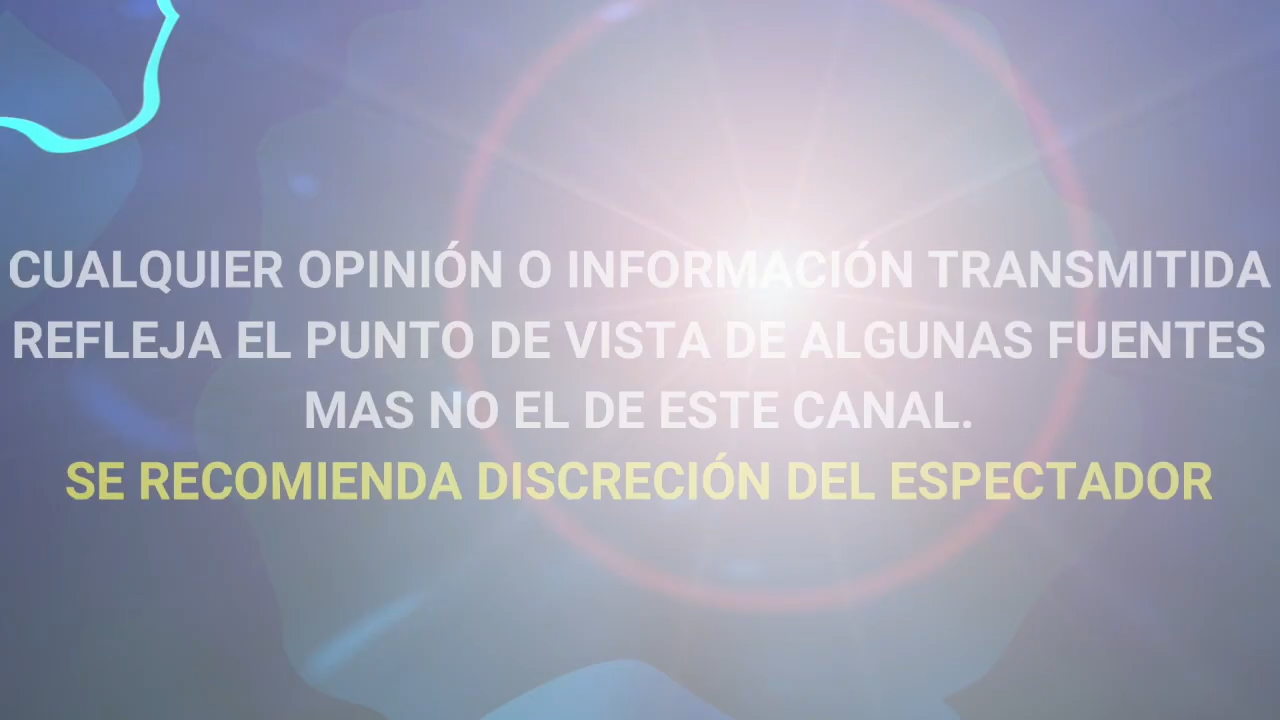 CUALQUIER OPINIÓN O INFORMACIÓN TRANSMITIDA
REFLEJA EL PUNTO DE VISTA DE ALGUNAS FUENTES
MAS NO EL DE ESTE CANAL.
SE RECOMIENDA DISCRECIÓN DEL ESPECTADOR